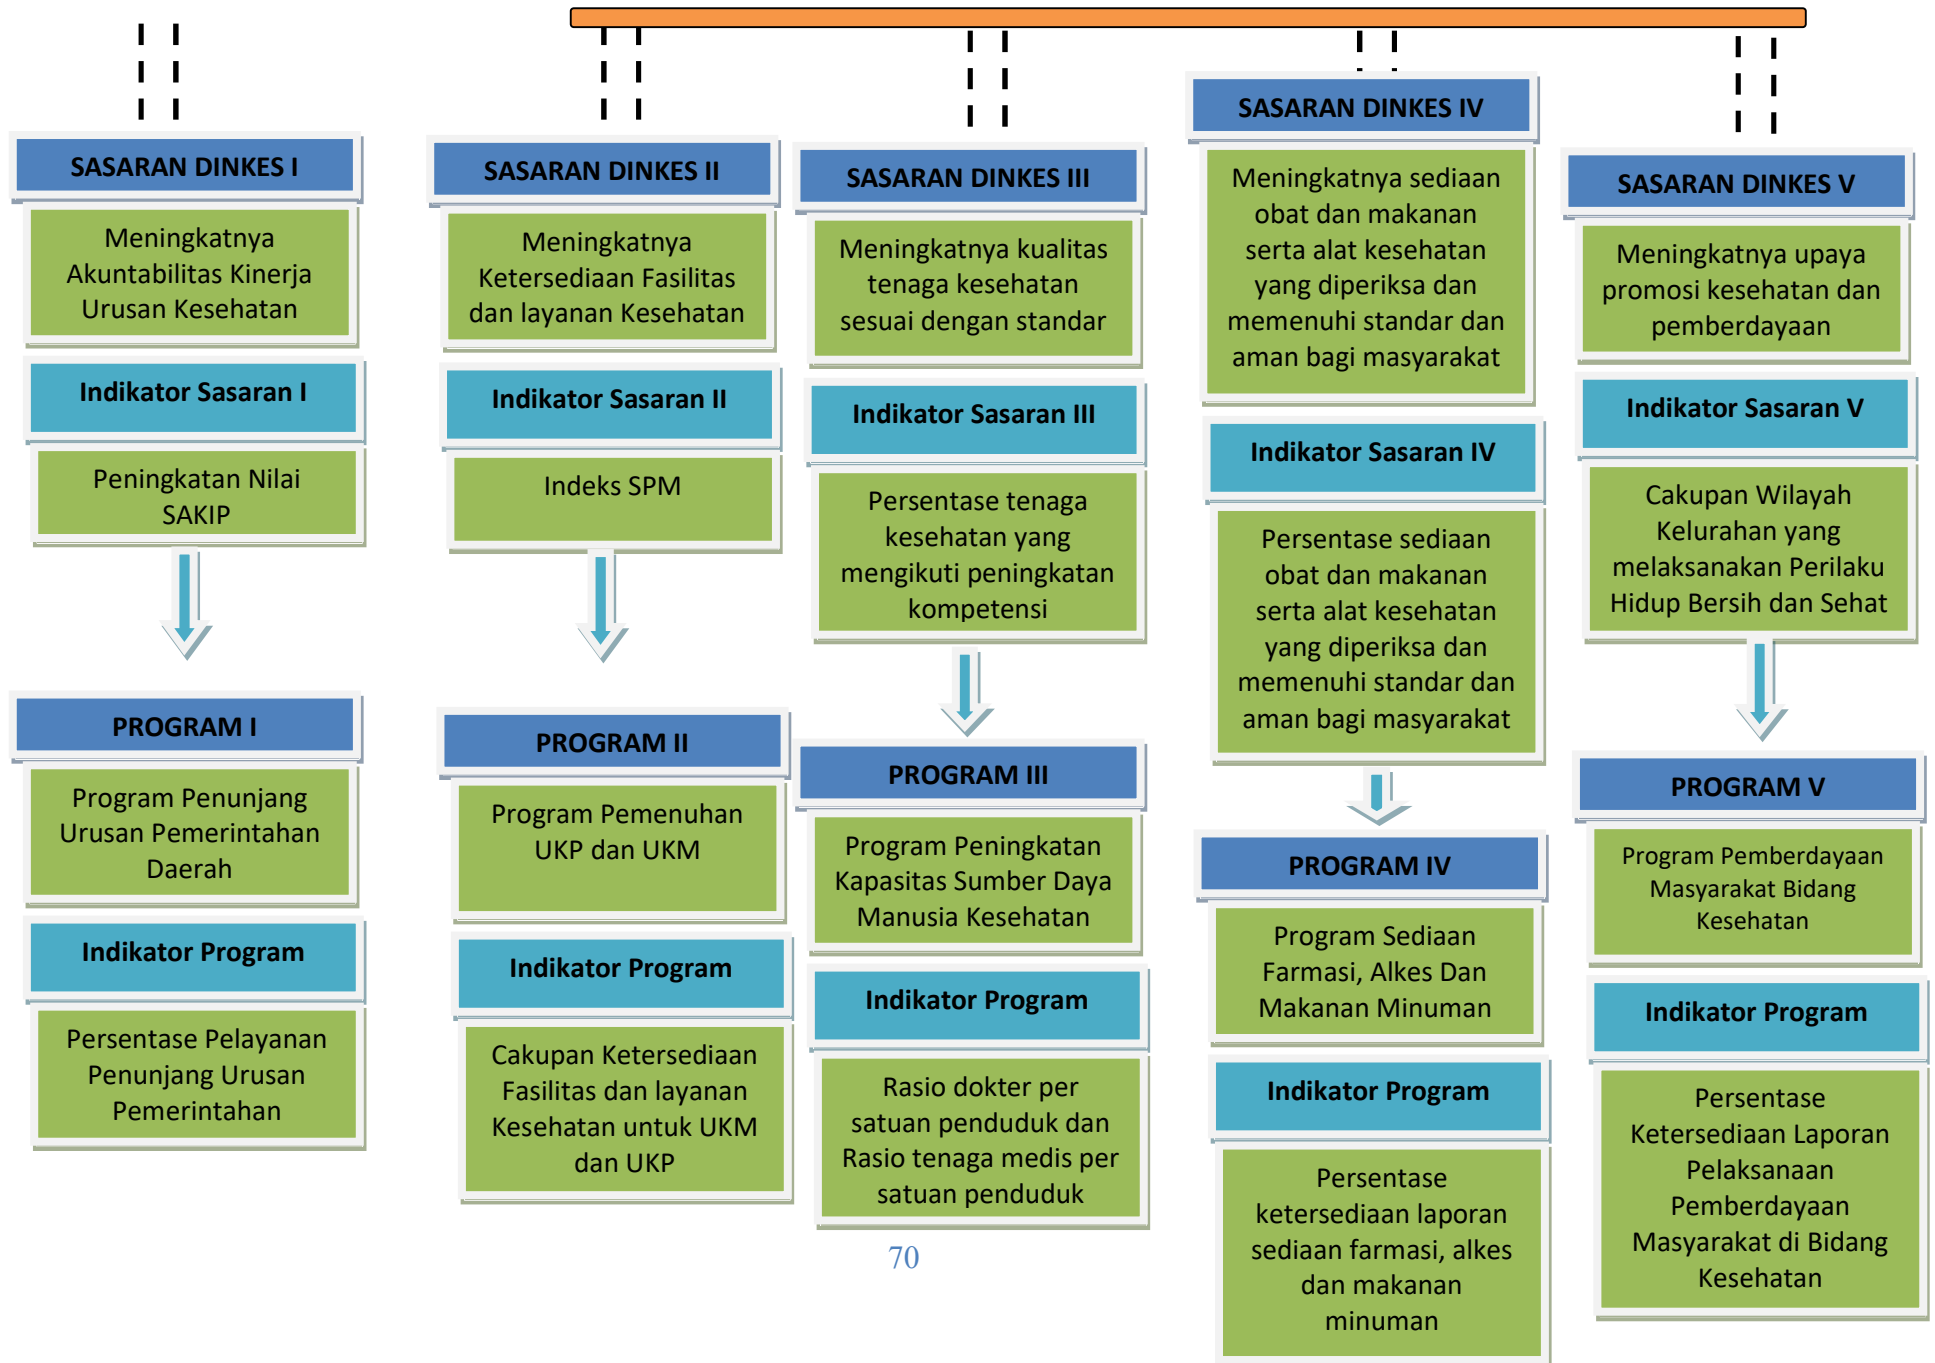 SASARAN DINKES I
Meningkatnya
Akuntabilitas Kinerja
Urusan Kesehatan
Indikator Sasaran I
Peningkatan Nilai
SAKIP
PROGRAM I
Program Penunjang
Urusan Pemerintahan
Daerah
Indikator Program
Persentase Pelayanan
Penunjang Urusan
Pemerintahan
SASARAN DINKES II
Meningkatnya
Ketersediaan Fasilitas
dan layanan Kesehatan
Indikator Sasaran II
Indeks SPM
PROGRAM II
Program Pemenuhan
UKP dan UKM
Indikator Program
Cakupan Ketersediaan
Fasilitas dan layanan
Kesehatan untuk UKM
dan UKP
SASARAN DINKES III
Meningkatnya kualitas
tenaga kesehatan
sesuai dengan standar
Indikator Sasaran III
Persentase tenaga
kesehatan yang
mengikuti peningkatan
kompetensi
PROGRAM III
Program Peningkatan
Kapasitas Sumber Daya
Manusia Kesehatan
Indikator Program
Rasio dokter per
satuan penduduk dan
Rasio tenaga medis per
satuan penduduk
SASARAN DINKES IV
Meningkatnya sediaan
obat dan makanan
serta alat kesehatan
yang diperiksa dan
memenuhi standar dan
aman bagi masyarakat
Indikator Sasaran IV
Persentase sediaan
obat dan makanan
serta alat kesehatan
yang diperiksa dan
memenuhi standar dan
aman bagi masyarakat
PROGRAM IV
Program Sediaan
Farmasi, Alkes Dan
Makanan Minuman
Indikator Program
Persentase
ketersediaan laporan
sediaan farmasi, alkes
dan makanan
minuman
SASARAN DINKES V
Meningkatnya upaya
promosi kesehatan dan
pemberdayaan
Indikator Sasaran V
Cakupan Wilayah
Kelurahan yang
melaksanakan Perilaku
Hidup Bersih dan Sehat
PROGRAM V
Program Pemberdayaan
Masyarakat Bidang
Kesehatan
Indikator Program
Persentase
Ketersediaan Laporan
Pelaksanaan
Pemberdayaan
Masyarakat di Bidang
Kesehatan
70